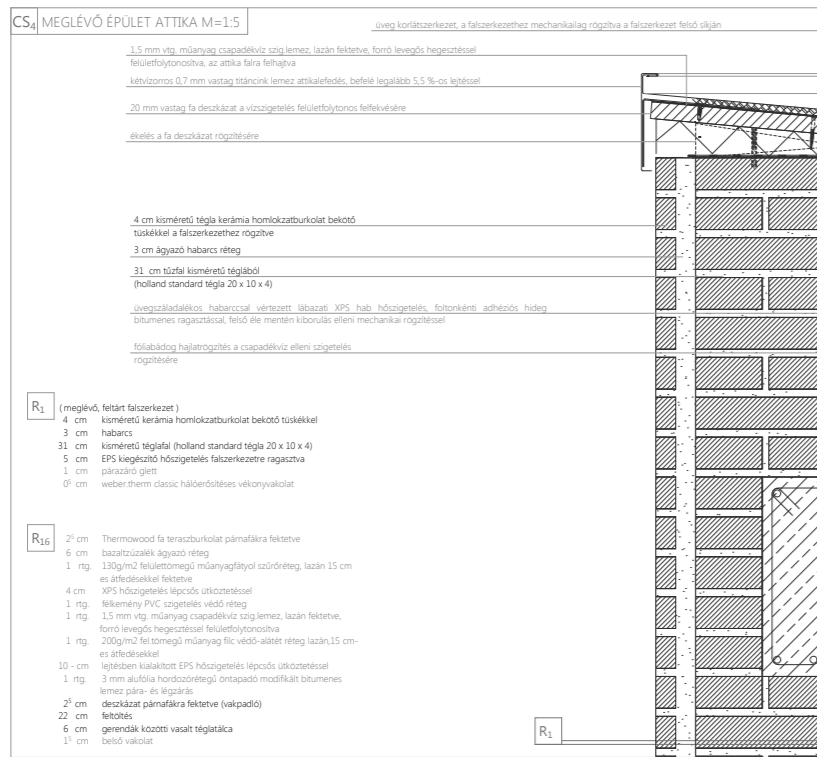 CS4 MEGLÉVŐ ÉPÜLET ATTIKA M=1:5
üveg korlátszerkezet, a falszerkezethez mechanikailag rögzítva a falszerkezet felső síkján
1,5 mm vtg. műanyag csapadékvíz szig.lemez, lazán fektetve, forró levegős hegesztéssel
felületfolytonosítva, az attika falra felhajtva
kétvízorros 0,7 mm vastag titáncink lemez attikalefedés, befelé legalább 5,5 %-os lejtéssel
20 mm vastag fa deszkázat a vízszigetelés felületfolytonos felfekvésére
ékelés a fa deszkázat rögzítésére
4 cm kisméretű tégla kerámia homlokzatburkolat bekötő
tüskékkel a falszerkezethez rögzítve
3 cm ágyazó habarcs réteg
31 cm tűzfal kisméretű téglából
(holland standard tégla 20 x 10 x 4)
üvegszáladalékos habarccsal vértezett lábazati XPS hab hőszigetelés, foltonkénti adhéziós hideg
bitumenes ragasztással, felső éle mentén kiborulás elleni mechanikai rögzítéssel
fóliabádog hajlatrögzítés a csapadékvíz elleni szigetelés
rögzítésére
R1
(meglévő, feltárt falszerkezet )
4 cm kisméretű kerámia homlokzatburkolat bekötő tüskékkel
3 cm habarcs
31 cm kisméretű téglafal (holland standard tégla 20 x 10 x 4)
5 cm EPS kiegészítő hőszigetelés falszerkezetre ragasztva
1 cm párazáró glett
0⁵ cm weber.therm classic hálóerősítéses vékonyvakolat
R16
2⁵ cm Thermowood fa teraszburkolat párnafákra fektetve
6 cm bazaltzúzalék ágyazó réteg
1 rtg. 130g/m2 felülettömegű műanyagfátyol szűrőréteg, lazán 15 cm
es átfedésekkel fektetve
4 cm XPS hőszigetelés lépcsős ütköztetéssel
1 rtg. félkemény PVC szigetelés védő réteg
1 rtg. 1,5 mm vtg. műanyag csapadékvíz szig.lemez, lazán fektetve,
forró levegős hegesztéssel felületfolytonosítva
1 rtg. 200g/m2 fel.tömegű műanyag filc védő-alátét réteg lazán,15 cm-
es átfedésekkel
10 - cm lejtésben kialakított EPS hőszigetelés lépcsős ütköztetéssel
1 rtg. 3 mm alufólia hordozórétegű öntapadó modifikált bitumenes
lemez pára- és légzárás
2⁵ cm deszkázat párnafákra fektetve (vakpadló)
22 cm feltöltés
6 cm gerendák közötti vasalt téglatálca
1⁵ cm belső vakolat
R1